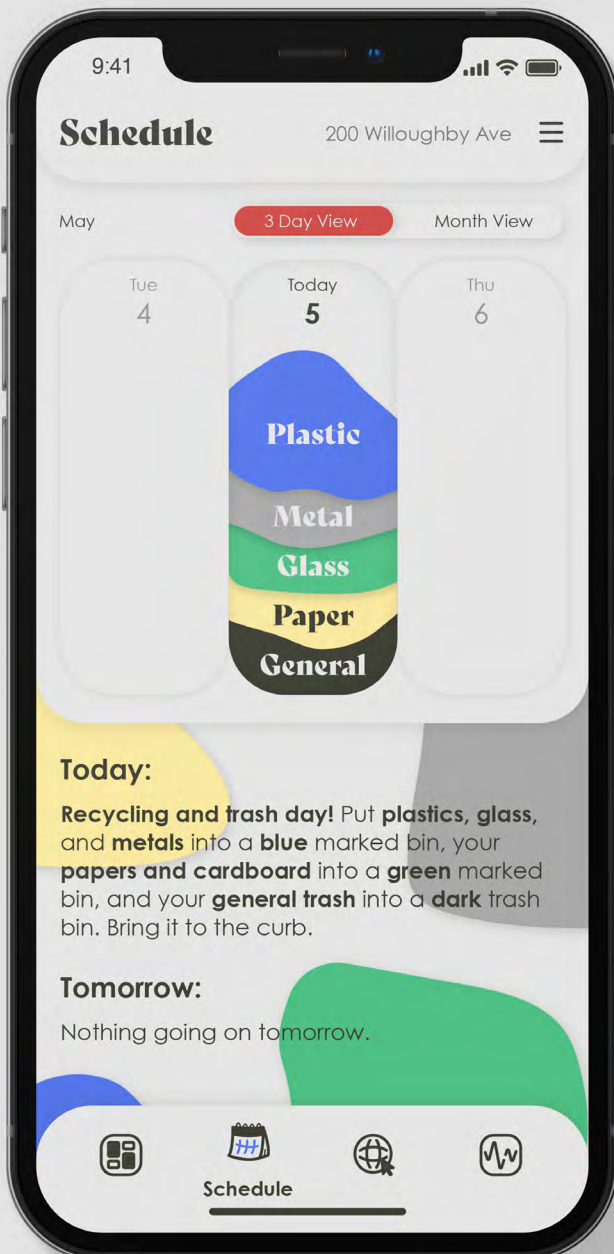 9:41
Schedule
200 Willoughby Ave
May
3 Day View
Month View
Tue
4
Today
5
Thu
6
Plastic
Metal
Glass
Paper
General
Today:
Recycling and trash day! Put plastics, glass,
and metals into a blue marked bin, your
papers and cardboard into a green marked
bin, and your general trash into a dark trash
bin. Bring it to the curb.
Tomorrow:
Nothing going on tomorrow.
Schedule